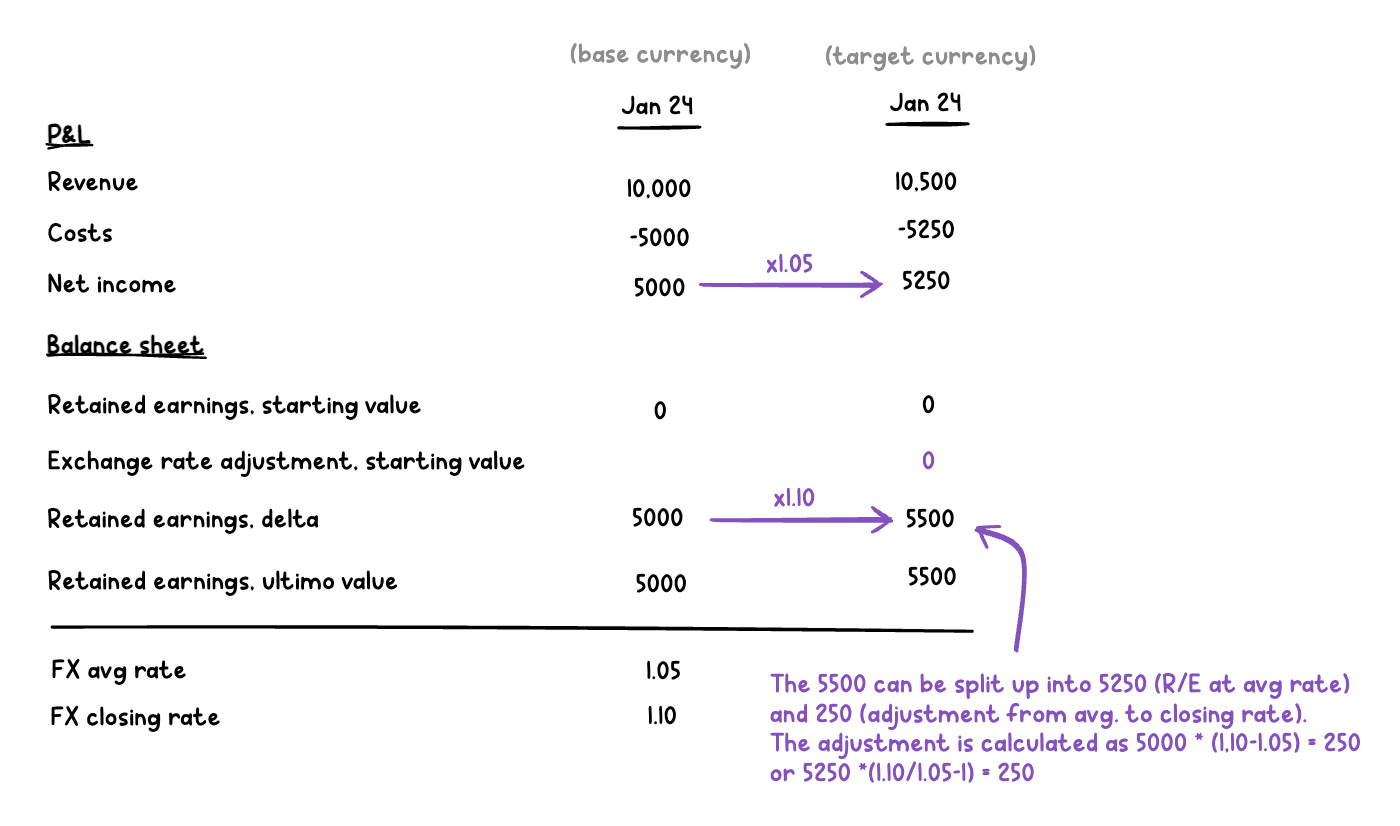 (base currency) (target currency)
Jan 24 Jan 24
P&L
Revenue 10,000 10,500
Costs -5000 -5250
x1.05
Net income 5000 5250
Balance sheet
Retained earnings, starting value 0 0
Exchange rate adjustment, starting value 0
x1.10
Retained earnings, delta 5000 5500
Retained earnings, ultimo value 5000 5500
FX avg rate 1.05
FX closing rate 1.10
The 5500 can be split up into 5250 (R/E at avg rate)
and 250 (adjustment from avg. to closing rate).
The adjustment is calculated as 5000 * (1,10-1.05) = 250
or 5250 *(1.10/1.05-1) = 250